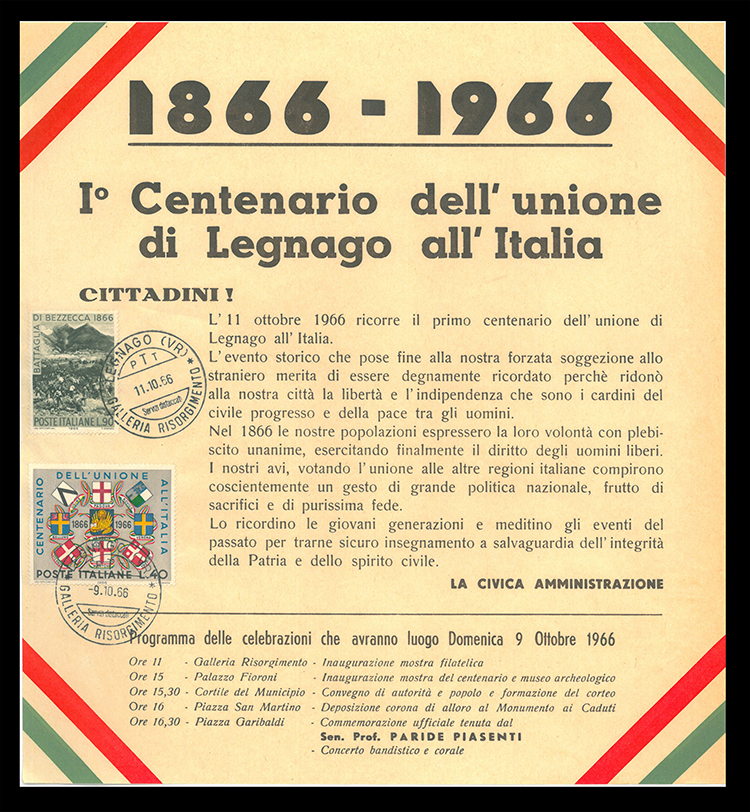 1866 - 1966
Iº Centenario dell' unione
di Legnago all' Italia
CITTADINI !
L' 11 ottobre 1966 ricorre il primo centenario dell' unione di
Legnago all' Italia.
L'evento storico che pose fine alla nostra forzata soggezione allo
straniero merita di essere degnamente ricordato perchè ridonò
alla nostra città la libertà e l'indipendenza che sono i cardini del
civile progresso e della pace tra gli uomini.
Nel 1866 le nostre popolazioni espressero la loro volontà con plebi-
scito unanime, esercitando finalmente il diritto degli uomini liberi.
I nostri avi, votando l'unione alle altre regioni italiane compirono
coscientemente un gesto di grande politica nazionale, frutto di
sacrifici e di purissima fede.
Lo ricordino le giovani generazioni e meditino gli eventi del
passato per trarne sicuro insegnamento a salvaguardia dell' integrità
della Patria e dello spirito civile.
LA CIVICA AMMINISTRAZIONE
BATTAGLIA
DI BEZZECCA 1866
POSTE ITALIANE L.90
LEGNAGO (VR)
PTT
11.10.66
Servizi distaccati
GALLERIA RISORGIMENTO
CENTENARIO
DELL'UNIONE
ALL'ITALIA
1866 1966
POSTE ITALIANE L.40
-9.10.66
Servizi distaccati
GALLERIA RISORGIMENTO
Programma delle celebrazioni che avranno luogo Domenica 9 Ottobre 1966
Ore 11 - Galleria Risorgimento - Inaugurazione mostra filatelica
Ore 15 - Palazzo Fioroni - Inaugurazione mostra del centenario e museo archeologico
Ore 15,30 - Cortile del Municipio - Convegno di autorità e popolo e formazione del corteo
Ore 16 - Piazza San Martino - Deposizione corona di alloro al Monumento ai Caduti
Ore 16,30 - Piazza Garibaldi - Commemorazione ufficiale tenuta dal
Sen. Prof. PARIDE PIASENTI
- Concerto bandistico e corale